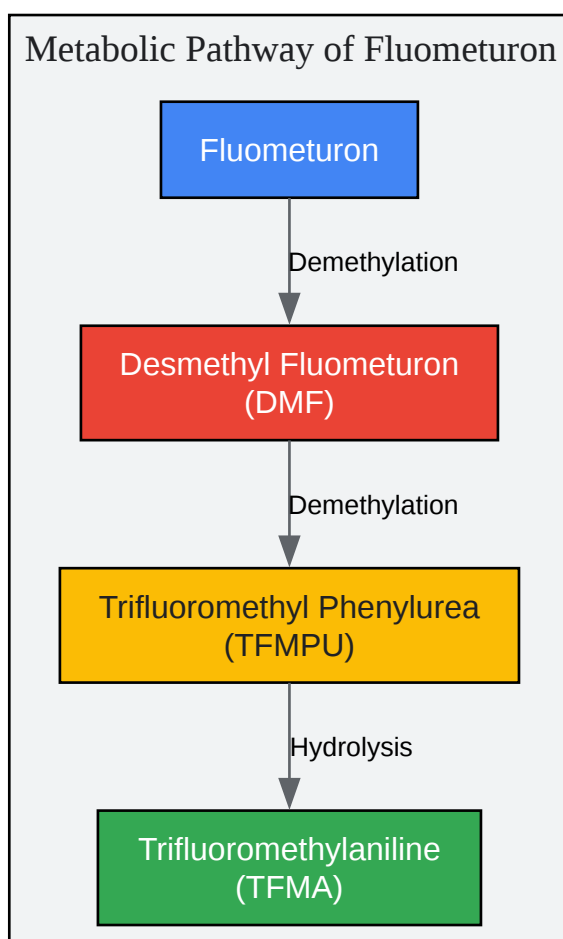 Metabolic Pathway of Fluometuron
Fluometuron
Demethylation
Desmethyl Fluometuron
(DMF)
Demethylation
Trifluoromethyl Phenylurea
(TFMPU)
Hydrolysis
Trifluoromethylaniline
(TFMA)